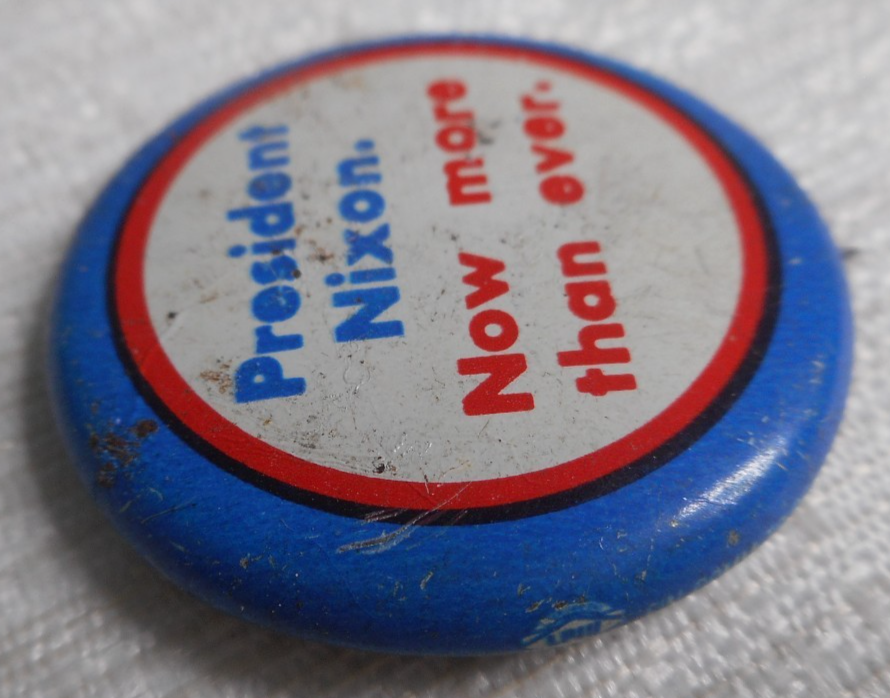 President
Nixon.
Now more
than ever.